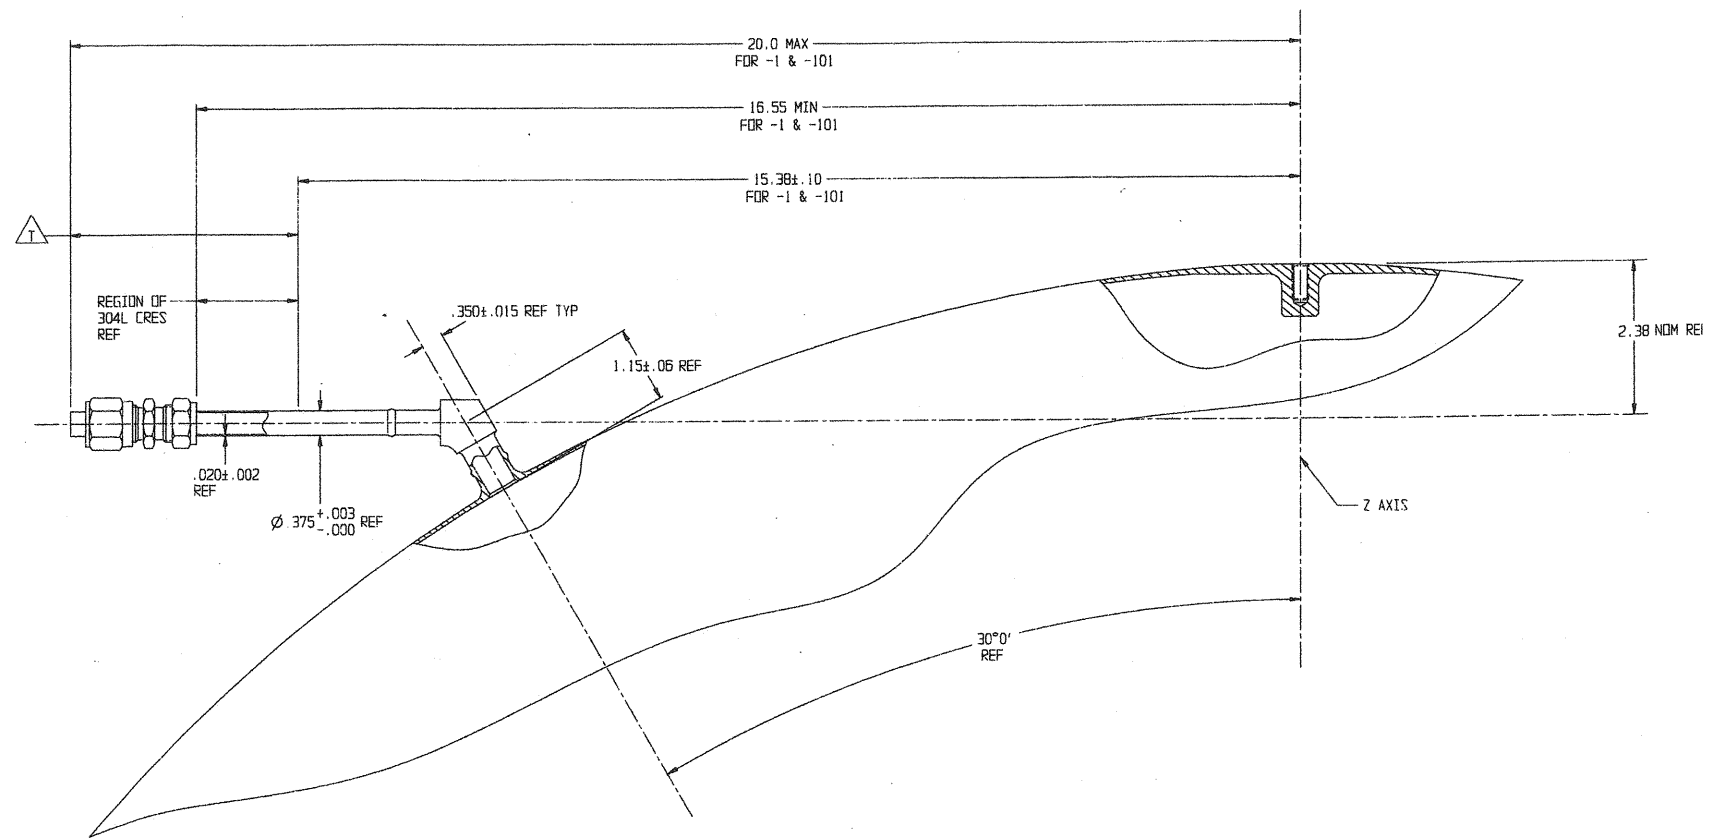 20.0 MAX
FOR -1 & -101
16.55 MIN
FOR -1 & -101
15.38±.10
FOR -1 & -101
T
REGION OF
304L CRES
REF
.350±.015 REF TYP
1.15±.06 REF
2.38 NOM REF
.020±.002
REF
Ø.375 +.003 -.000 REF
Z AXIS
30°0'
REF